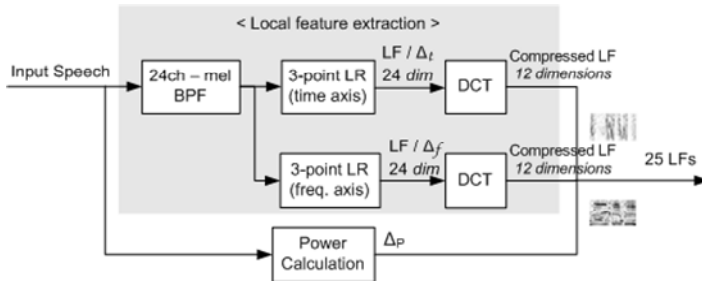 < Local feature extraction >
Input Speech
24ch – mel
BPF
3-point LR
(time axis)
LF / Δt
24 dim
DCT
Compressed LF
12 dimensions
3-point LR
(freq. axis)
LF / Δf
24 dim
DCT
Compressed LF
12 dimensions
25 LFs
Power
Calculation
ΔP